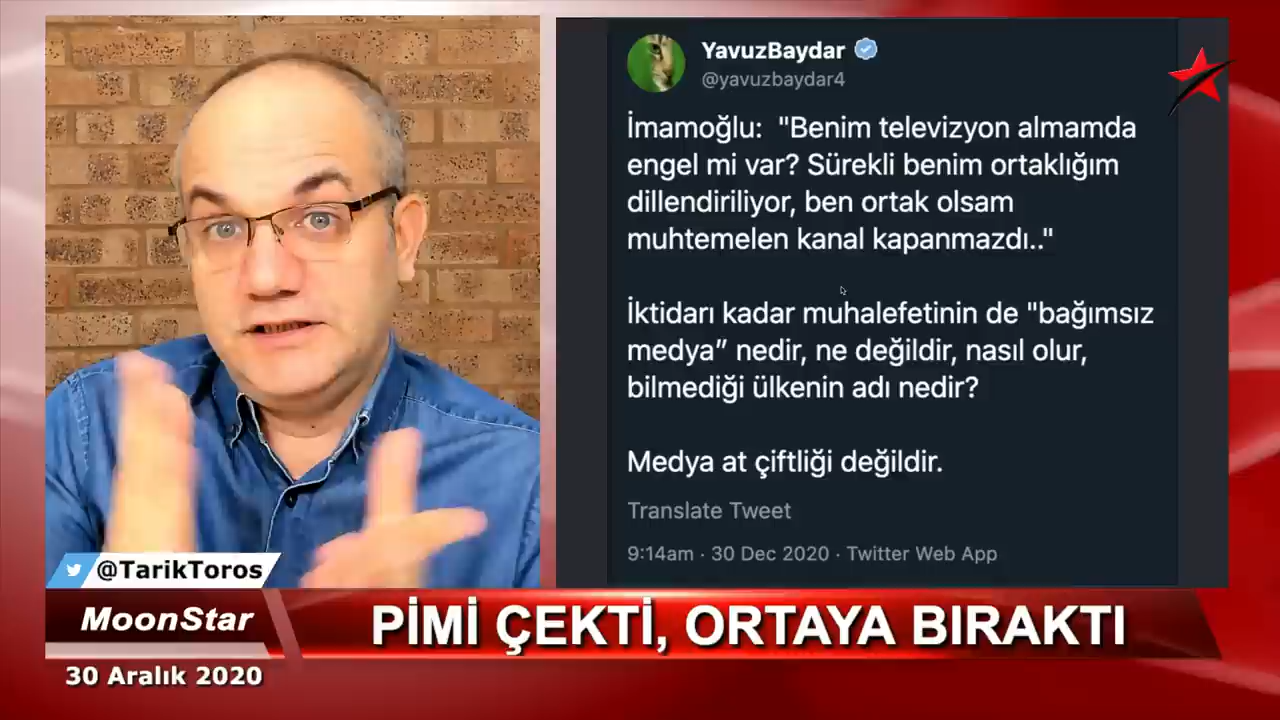 YavuzBaydar
@yavuzbaydar4
İmamoğlu:  "Benim televizyon almamda
engel mi var? Sürekli benim ortaklığım
dillendiriliyor, ben ortak olsam
muhtemelen kanal kapanmazdı.."
İktidarı kadar muhalefetinin de "bağımsız
medya” nedir, ne değildir, nasıl olur,
bilmediği ülkenin adı nedir?
Medya at çiftliği değildir.
Translate Tweet
9:14am · 30 Dec 2020 · Twitter Web App
@TarikToros
MoonStar
PİMİ ÇEKTİ, ORTAYA BIRAKTI
30 Aralık 2020